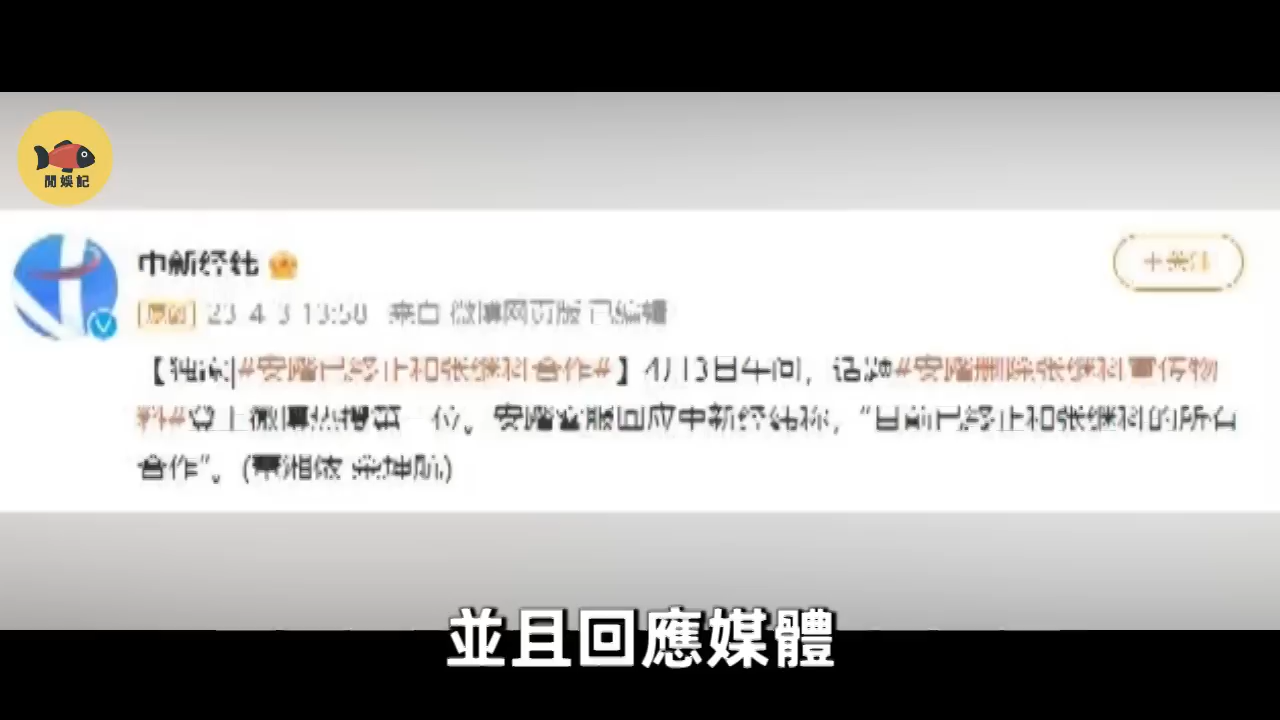 閒娛記
中新经纬
+关注
原创 23-4-3 13:58 来自 微博网页版 已编辑
【独家|#安踏已终止和张继科合作#】4月3日午间，话题#安踏删除张继科宣传物
料#登上微博热搜第一位。安踏客服回应中新经纬称，“目前已终止和张继科的所有
合作”。(
並且回應媒體